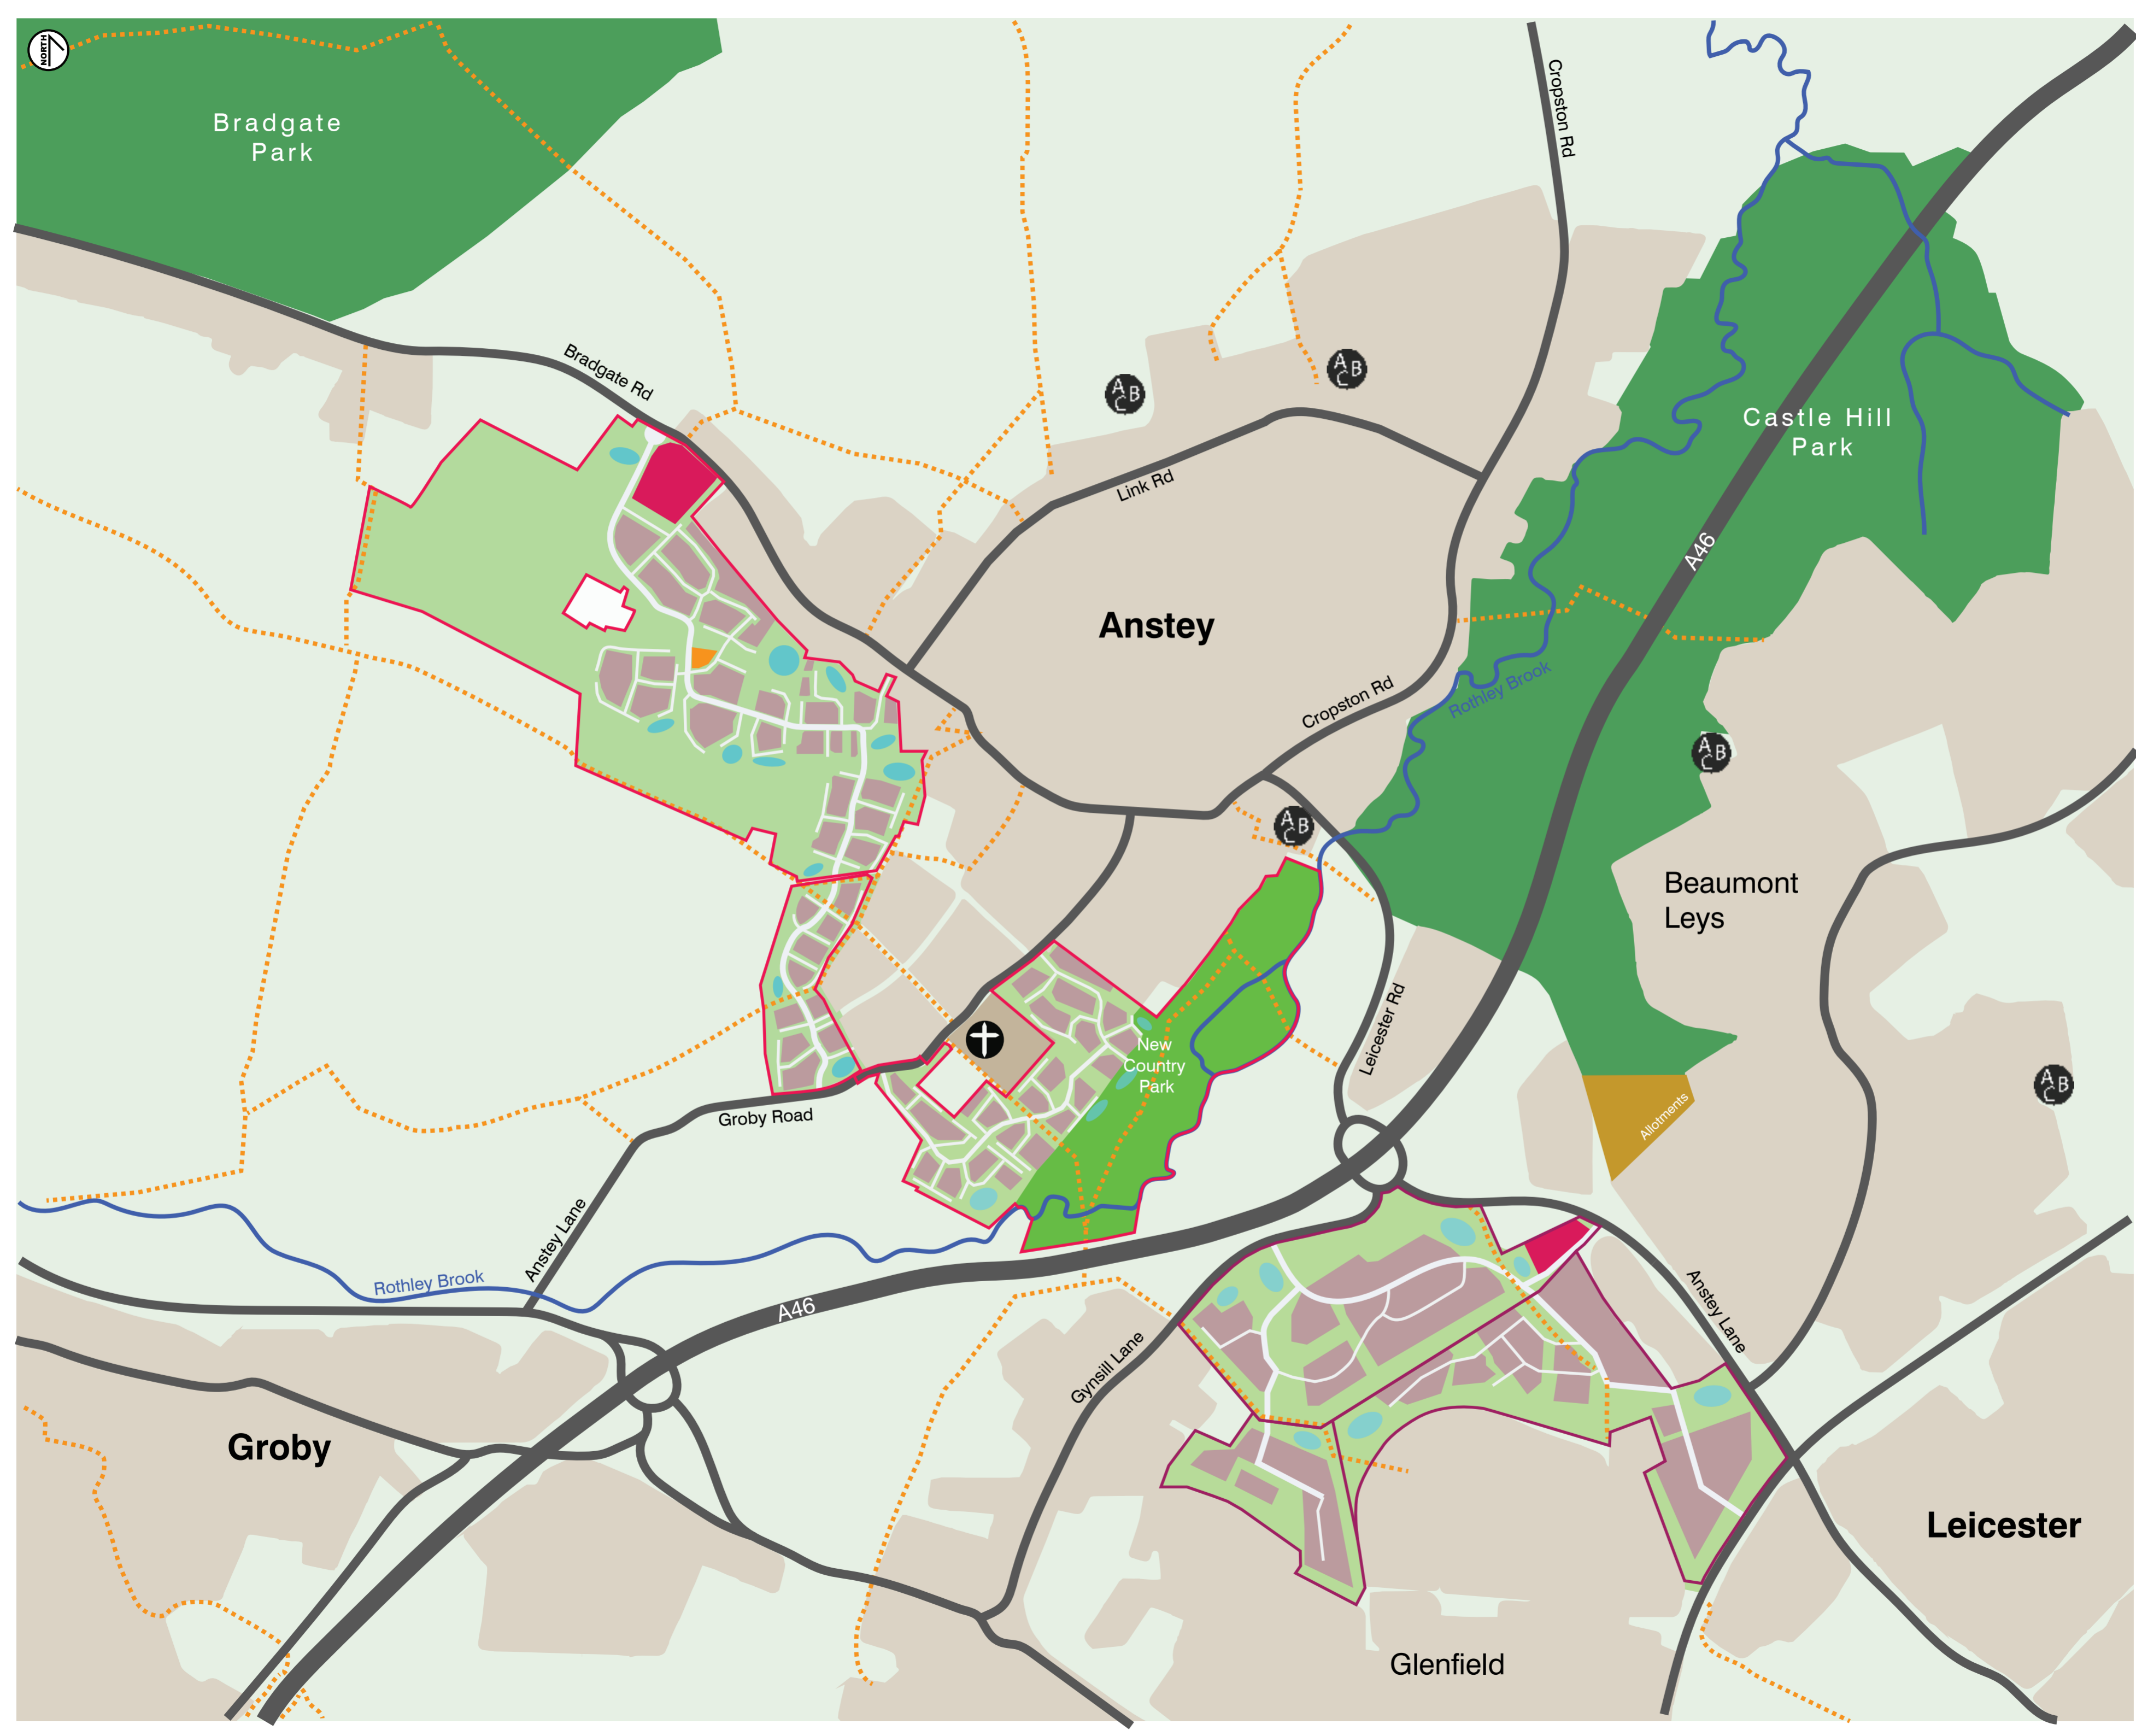 NORTH
Bradgate
Park
Cropston Rd
Bradgate Rd
A
B
C
A
B
C
Castle Hill
Park
Link Rd
A46
Anstey
Cropston Rd
Rothley Brook
A
B
C
A
B
C
Beaumont
Leys
Leicester Rd
New
Country
Park
A
B
C
Groby Road
Allotments
Anstey Lane
Rothley Brook
A46
Anstey Lane
Gynsill Lane
Groby
Leicester
Glenfield